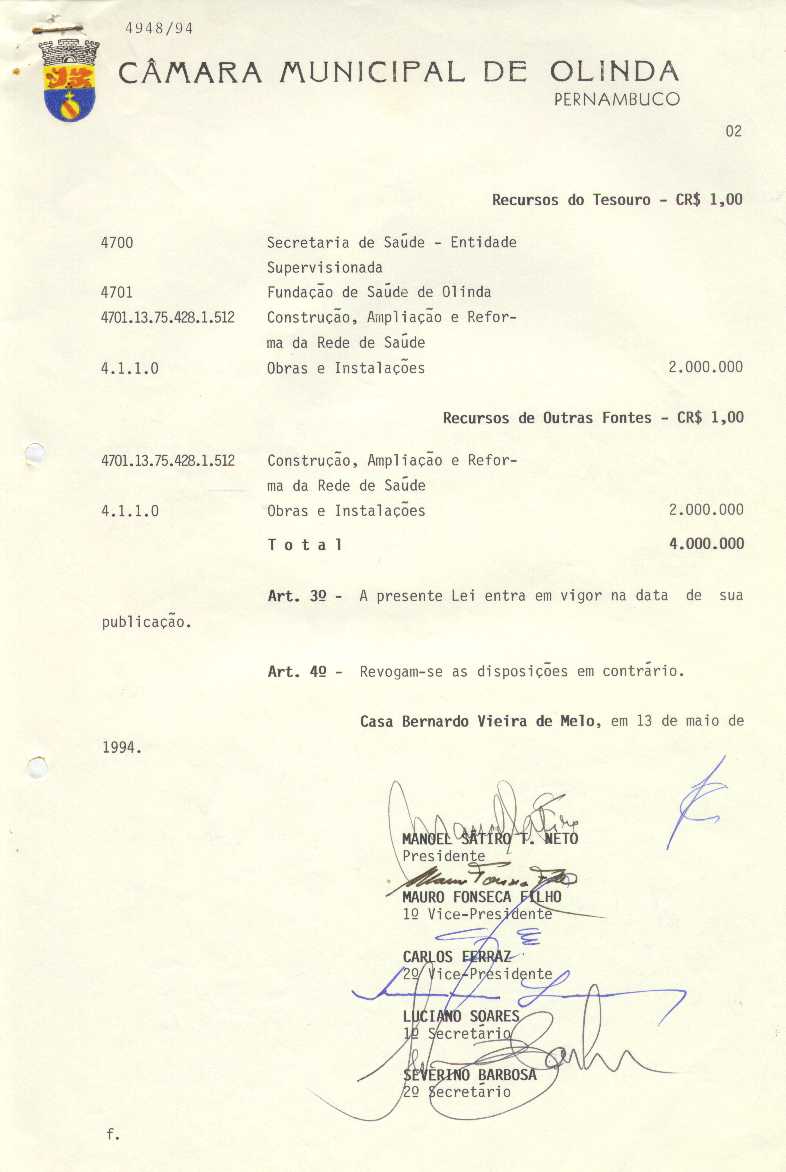 4948/94
CÂMARA MUNICIPAL DE OLINDA
PERNAMBUCO
02
Recursos do Tesouro - CR$ 1,00
4700 Secretaria de Saúde - Entidade
Supervisionada
4701 Fundação de Saúde de Olinda
4701.13.75.428.1.512 Construção, Ampliação e Refor-
ma da Rede de Saúde
4.1.1.0 Obras e Instalações 2.000.000
Recursos de Outras Fontes - CR$ 1,00
4701.13.75.428.1.512 Construção, Ampliação e Refor-
ma da Rede de Saúde
4.1.1.0 Obras e Instalações 2.000.000
T o t a l 4.000.000
Art. 3º - A presente Lei entra em vigor na data de sua
publicação.
Art. 4º - Revogam-se as disposições em contrário.
Casa Bernardo Vieira de Melo, em 13 de maio de
1994.
MANOEL SÁTIRO T. NETO
Presidente
MAURO FONSECA FILHO
1º Vice-Presidente
CARLOS FERRAZ
2º Vice-Presidente
LUCIANO SOARES
1º Secretário
SEVERINO BARBOSA
2º Secretário
f.